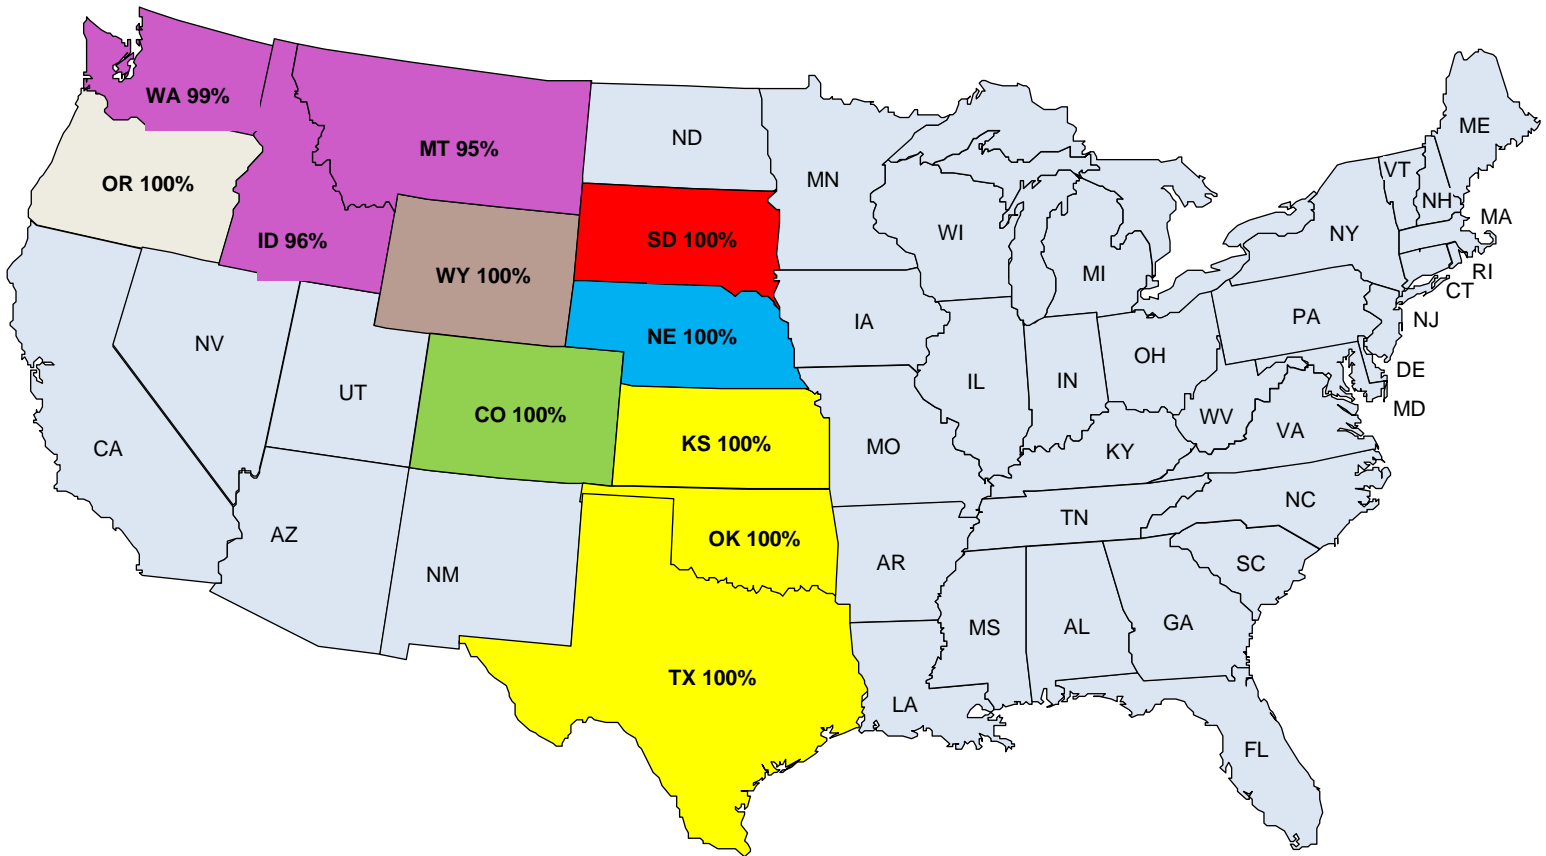 WA 99%
MT 95%
ND
ME
OR 100%
MN
VT
NH
MA
ID 96%
SD 100%
WI
NY
WY 100%
MI
RI
CT
NV
NE 100%
IA
PA
NJ
OH
UT
IL
IN
DE
CO 100%
MD
WV
CA
KS 100%
MO
KY
VA
NC
AZ
OK 100%
TN
NM
AR
SC
MS
AL
GA
TX 100%
LA
FL